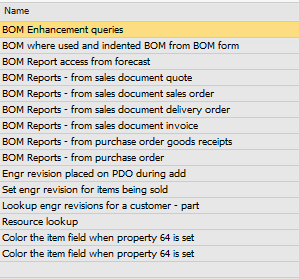 Name
BOM Enhancement queries
BOM where used and indented BOM from BOM form
BOM Report access from forecast
BOM Reports - from sales document quote
BOM Reports - from sales document sales order
BOM Reports - from sales document delivery order
BOM Reports - from sales document invoice
BOM Reports - from purchase order goods receipts
BOM Reports - from purchase order
Engr revision placed on PDO during add
Set engr revision for items being sold
Lookup engr revisions for a customer - part
Resource lookup
Color the item field when property 64 is set
Color the item field when property 64 is set